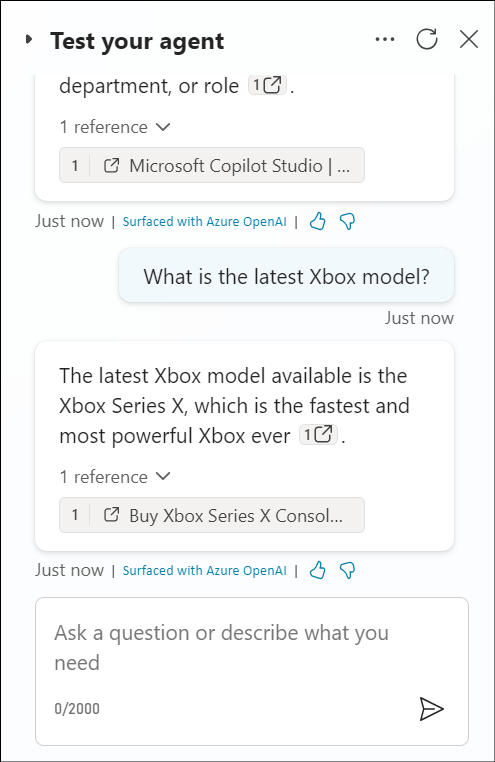 Test your agent
department, or role 1.
1 reference
1 Microsoft Copilot Studio | ...
Just now | Surfaced with Azure OpenAI |
What is the latest Xbox model?
Just now
The latest Xbox model available is the
Xbox Series X, which is the fastest and
most powerful Xbox ever 1.
1 reference
1 Buy Xbox Series X Consol...
Just now | Surfaced with Azure OpenAI |
Ask a question or describe what you
need
0/2000